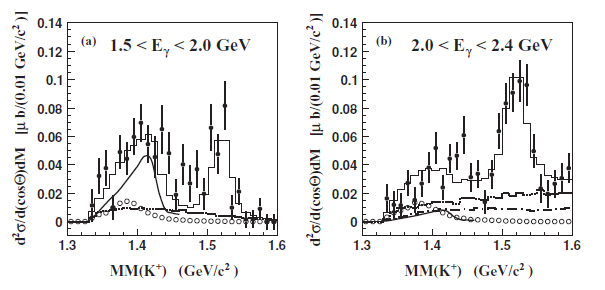 (a) 1.5 < Eγ < 2.0 GeV
d²σ/d(cosΘ)dM [μ b/(0.01 GeV/c² )]
0.14
0.12
0.1
0.08
0.06
0.04
0.02
0
1.3 1.4 1.5 1.6
MM(K⁺) (GeV/c² )
(b) 2.0 < Eγ < 2.4 GeV
d²σ/d(cosΘ)dM [μ b/(0.01 GeV/c² )]
0.14
0.12
0.1
0.08
0.06
0.04
0.02
0
1.3 1.4 1.5 1.6
MM(K⁺) (GeV/c² )